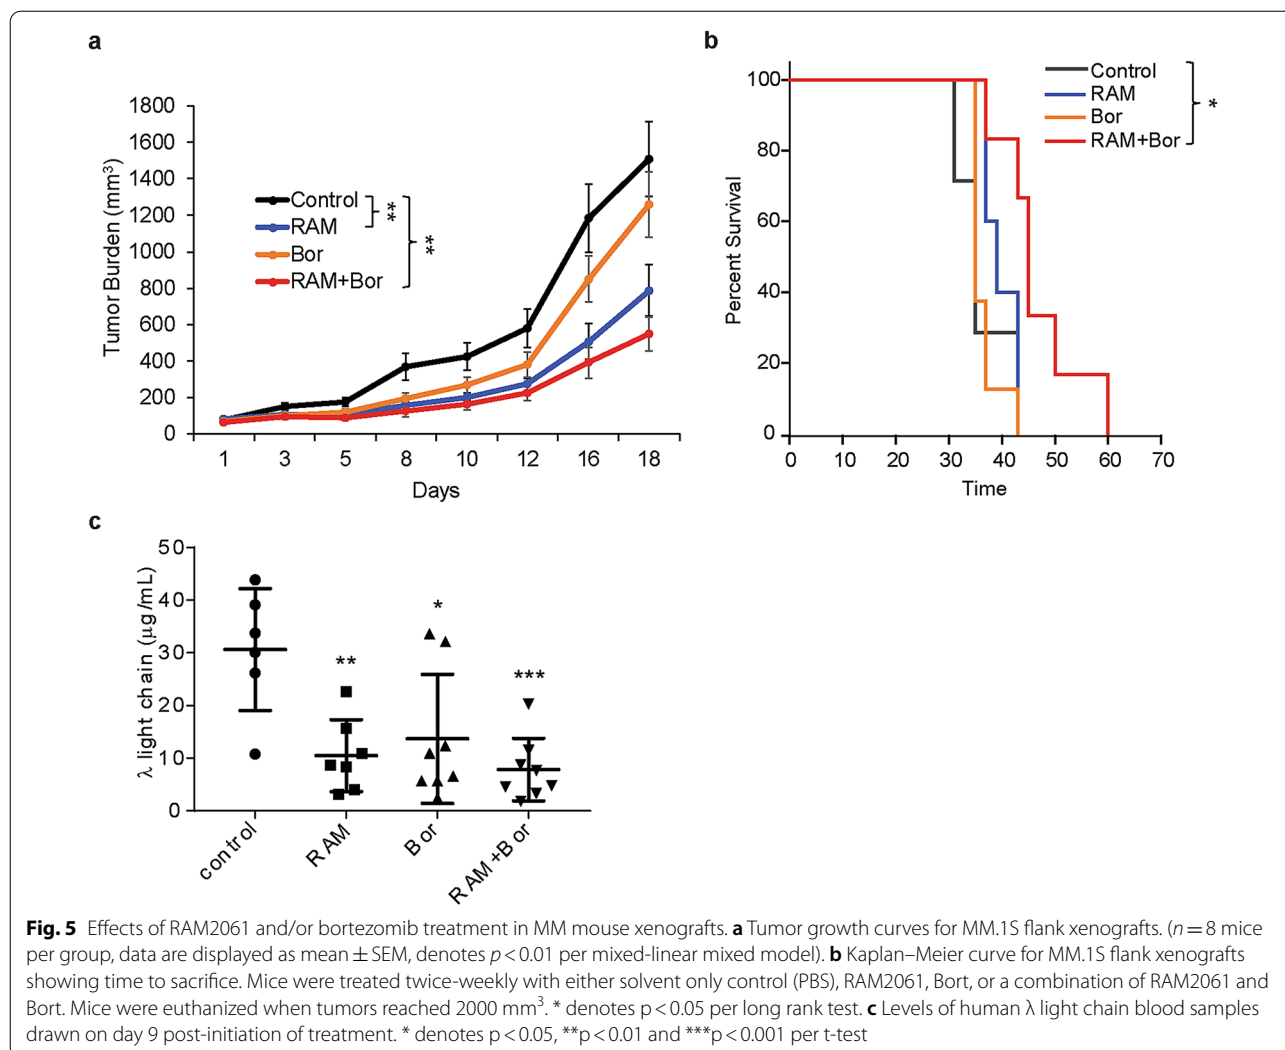 a
Tumor Burden (mm³)
1800
1600
1400
1200
1000
800
600
400
200
0
Control
RAM
Bor
RAM+Bor
**
**
1 3 5 8 10 12 16 18
Days
b
Percent Survival
100
80
60
40
20
0
Control
RAM
Bor
RAM+Bor
*
0 10 20 30 40 50 60 70
Time
c
λ light chain (µg/mL)
50
40
30
20
10
0
**
*
***
control
RAM
Bor
RAM+Bor
Fig. 5 Effects of RAM2061 and/or bortezomib treatment in MM mouse xenografts. a Tumor growth curves for MM.1S flank xenografts. (n = 8 mice
per group, data are displayed as mean ± SEM, denotes p < 0.01 per mixed-linear mixed model). b Kaplan–Meier curve for MM.1S flank xenografts
showing time to sacrifice. Mice were treated twice-weekly with either solvent only control (PBS), RAM2061, Bort, or a combination of RAM2061 and
Bort. Mice were euthanized when tumors reached 2000 mm³. * denotes p < 0.05 per long rank test. c Levels of human λ light chain blood samples
drawn on day 9 post-initiation of treatment. * denotes p < 0.05, **p < 0.01 and ***p < 0.001 per t-test